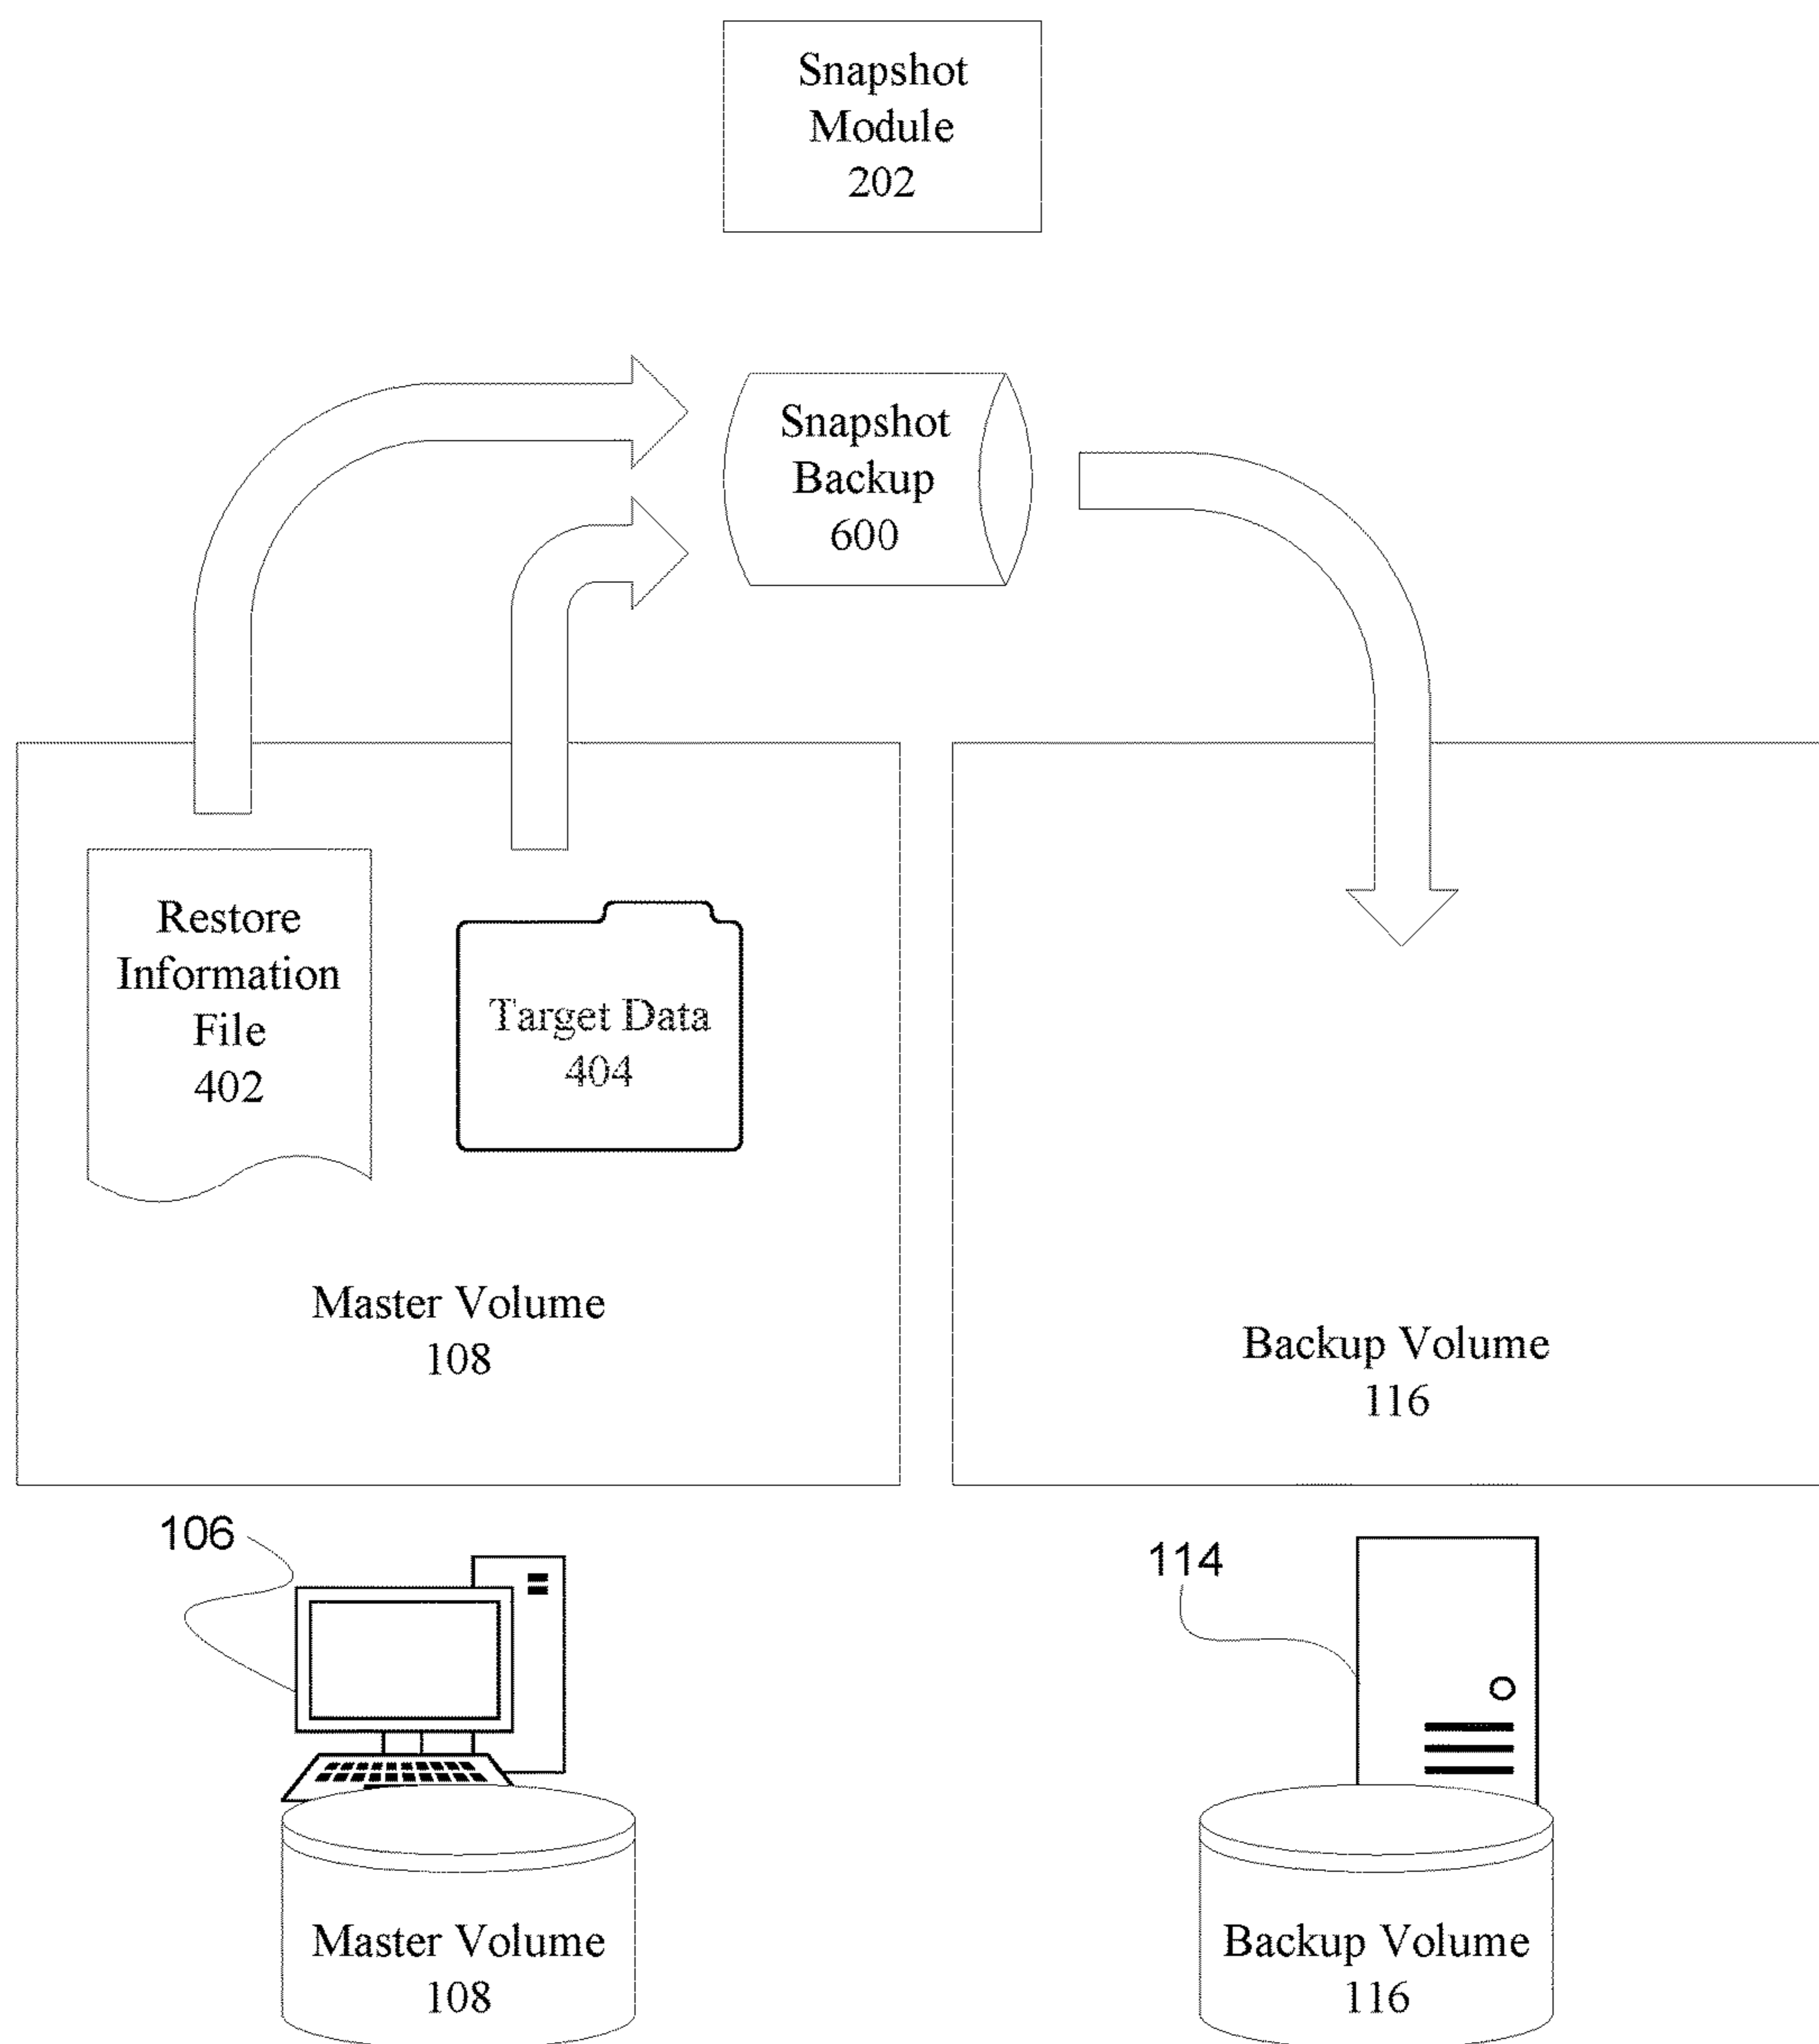 Snapshot
Module
202
Snapshot
Backup
600
Restore
Information
File
402
Target Data
404
Master Volume
108
Backup Volume
116
106
114
Master Volume
108
Backup Volume
116